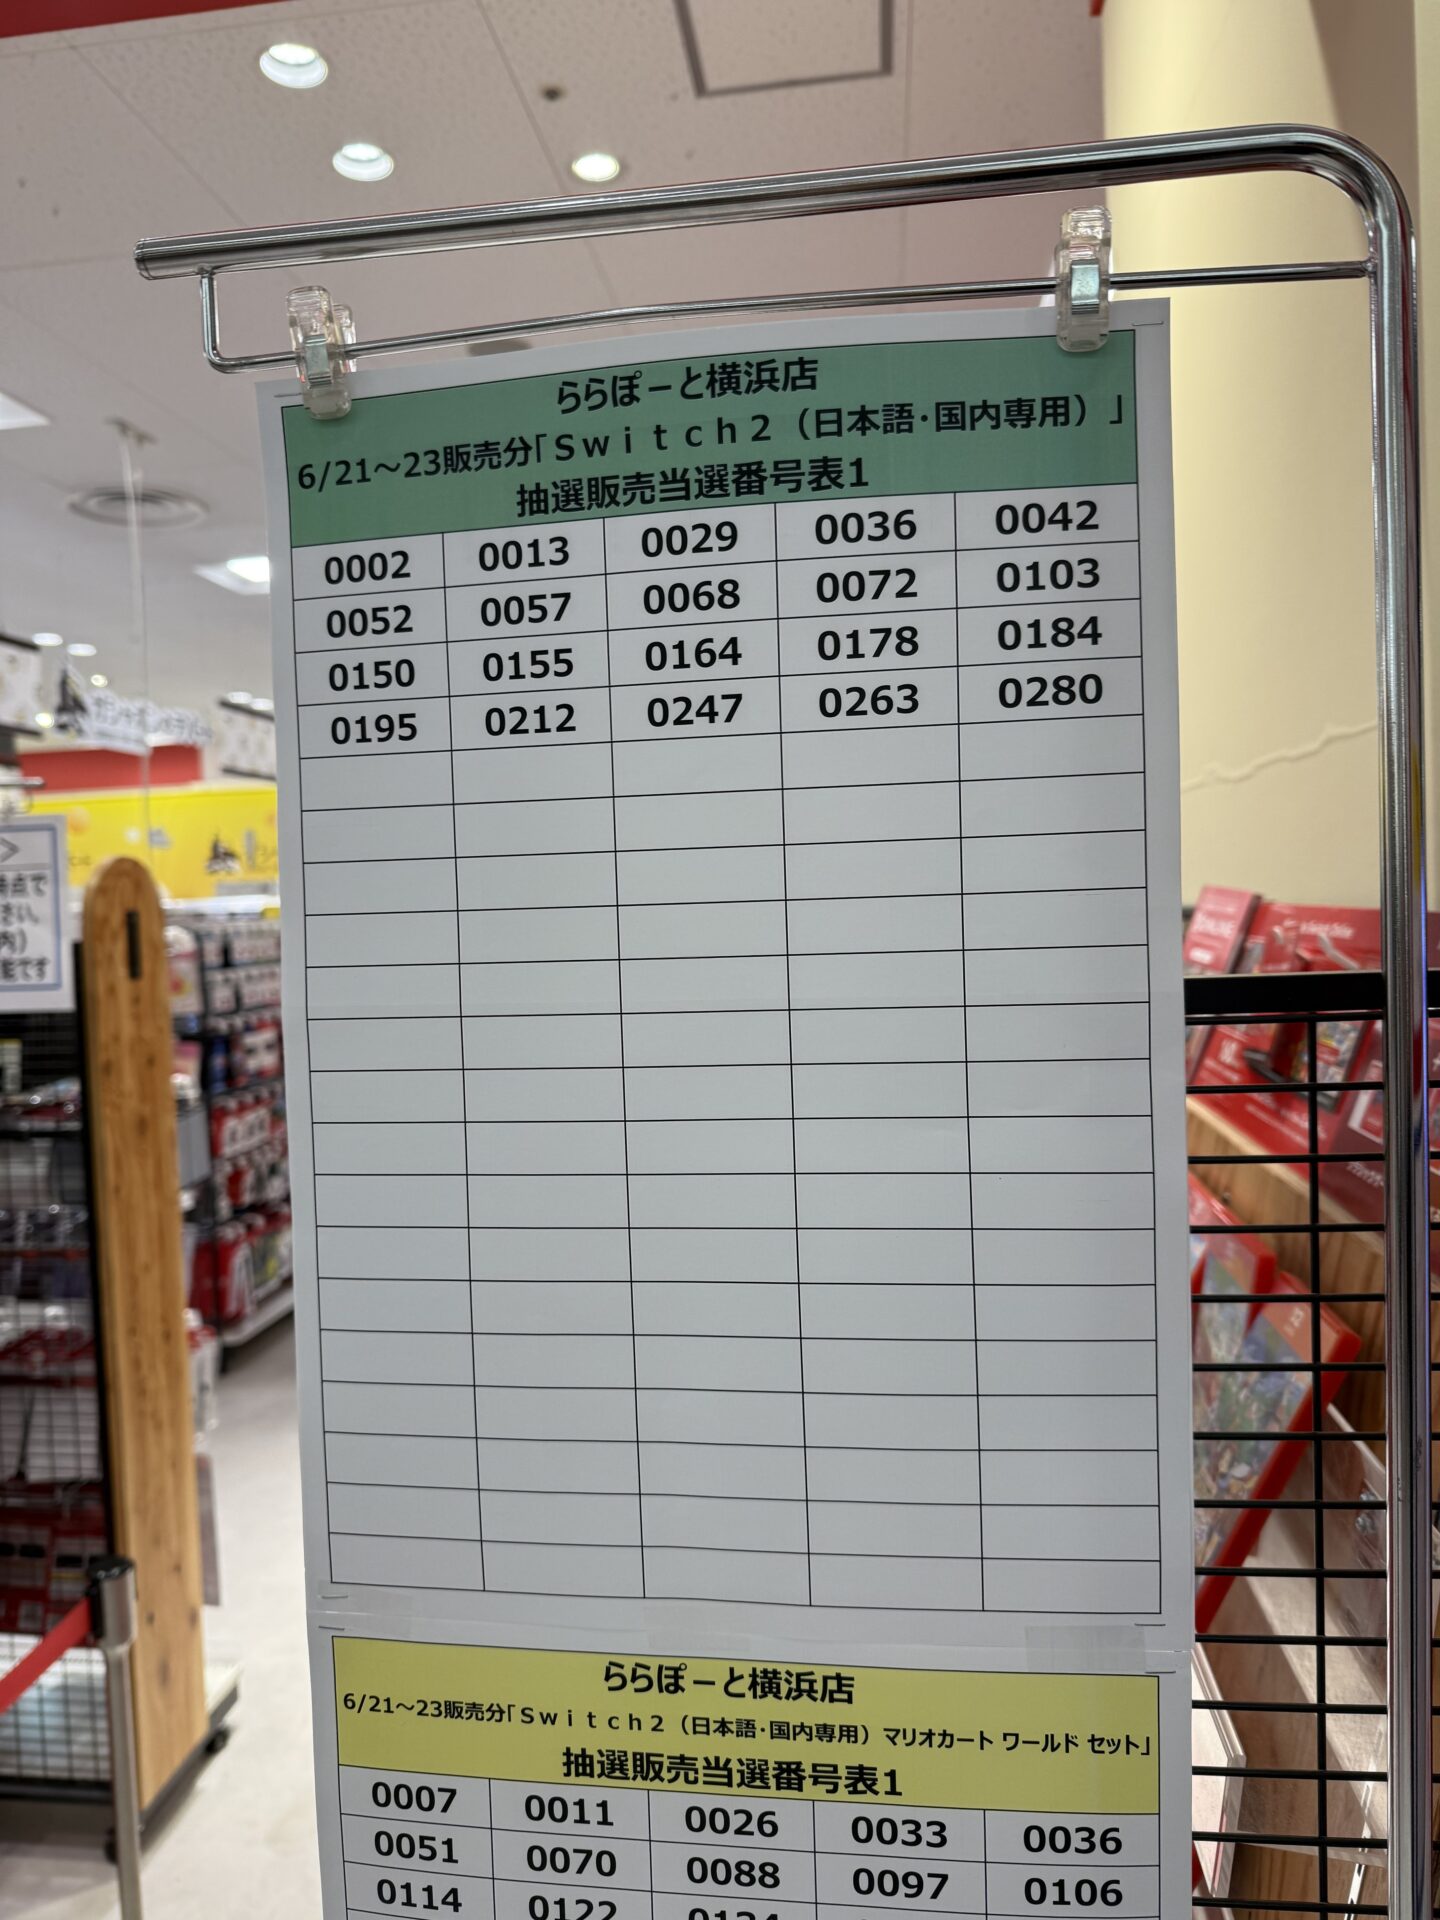 ららぽーと横浜店
6/21～23販売分「Ｓｗｉｔｃｈ２（日本語・国内専用）」
抽選販売当選番号表1
0002 0013 0029 0036 0042
0052 0057 0068 0072 0103
0150 0155 0164 0178 0184
0195 0212 0247 0263 0280
ららぽーと横浜店
6/21～23販売分「Ｓｗｉｔｃｈ２（日本語・国内専用）マリオカート ワールド セット」
抽選販売当選番号表1
0007 0011 0026 0033 0036
0051 0070 0088 0097 0106
0114 0122